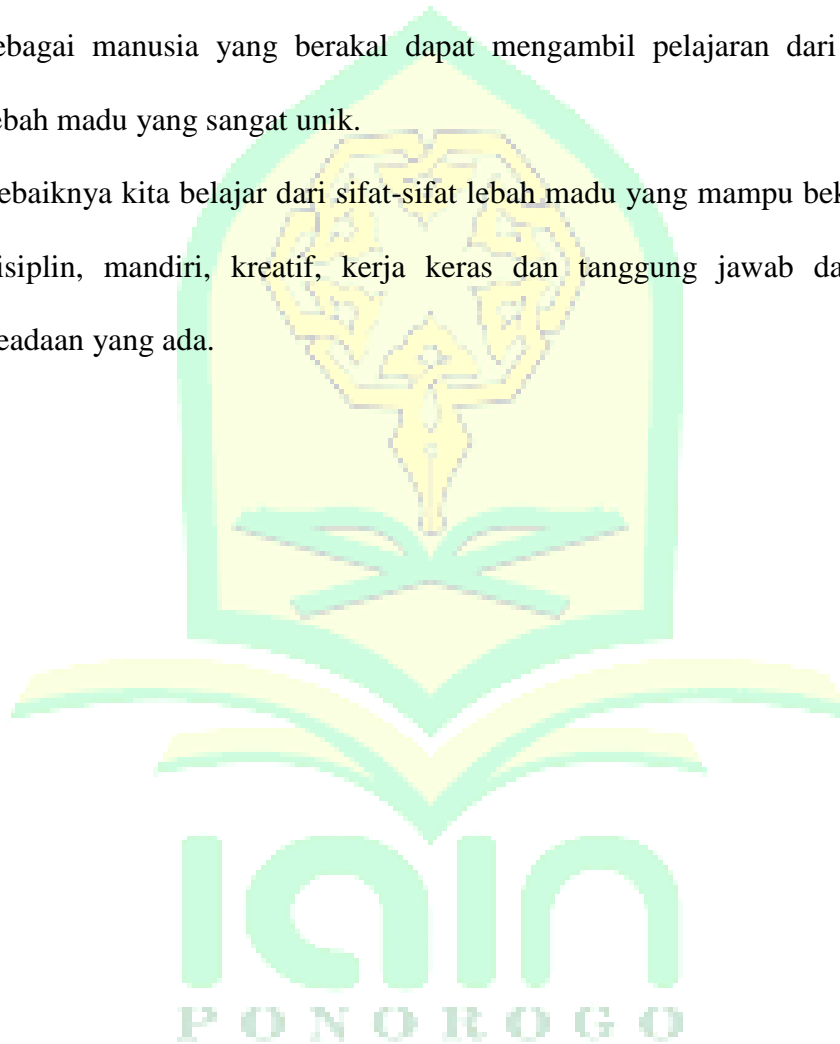 ebagai manusia yang berakal dapat mengambil pelajaran dari
ebah madu yang sangat unik.
ebaiknya kita belajar dari sifat-sifat lebah madu yang mampu bek
isiplin, mandiri, kreatif, kerja keras dan tanggung jawab da
eadaan yang ada.
iain
PONOROGO